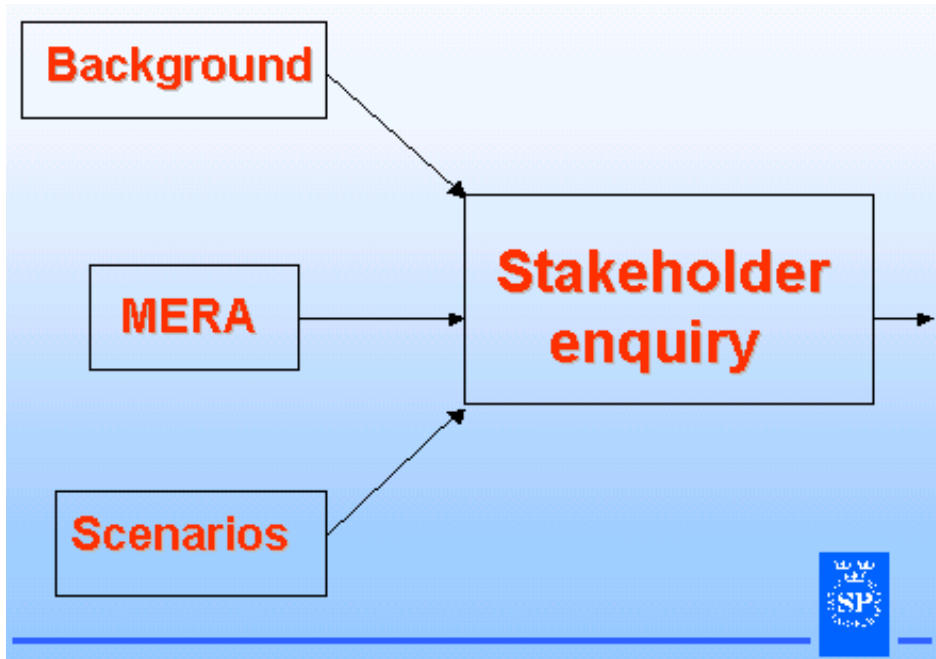 Background
MERA
Scenarios
Stakeholder
enquiry
SP